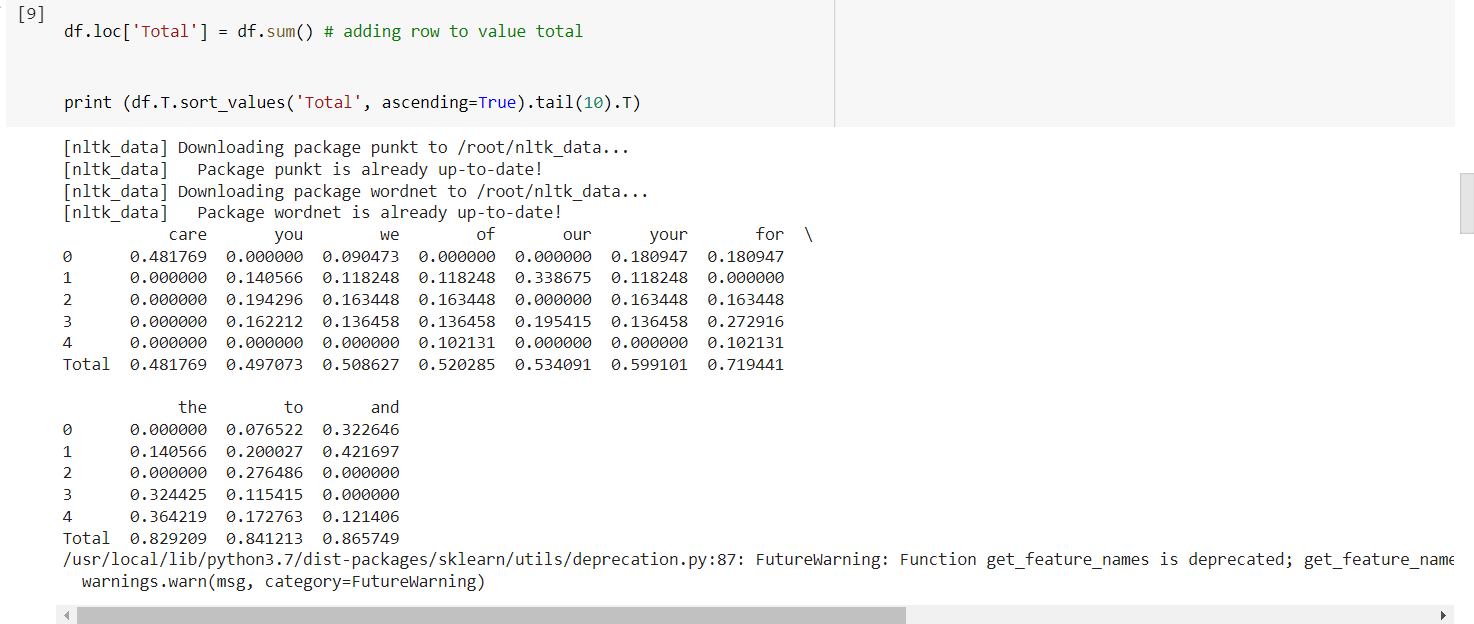 [9]
df.loc['Total'] = df.sum() # adding row to value total
print (df.T.sort_values('Total', ascending=True).tail(10).T)
[nltk_data] Downloading package punkt to /root/nltk_data...
[nltk_data]   Package punkt is already up-to-date!
[nltk_data] Downloading package wordnet to /root/nltk_data...
[nltk_data]   Package wordnet is already up-to-date!
           care       you        we        of       our      your       for  \
0      0.481769  0.000000  0.090473  0.000000  0.000000  0.180947  0.180947
1      0.000000  0.140566  0.118248  0.118248  0.338675  0.118248  0.000000
2      0.000000  0.194296  0.163448  0.163448  0.000000  0.163448  0.163448
3      0.000000  0.162212  0.136458  0.136458  0.195415  0.136458  0.272916
4      0.000000  0.000000  0.000000  0.102131  0.000000  0.000000  0.102131
Total  0.481769  0.497073  0.508627  0.520285  0.534091  0.599101  0.719441
            the        to       and
0      0.000000  0.076522  0.322646
1      0.140566  0.200027  0.421697
2      0.000000  0.276486  0.000000
3      0.324425  0.115415  0.000000
4      0.364219  0.172763  0.121406
Total  0.829209  0.841213  0.865749
/usr/local/lib/python3.7/dist-packages/sklearn/utils/deprecation.py:87: FutureWarning: Function get_feature_names is deprecated; get_feature_name
  warnings.warn(msg, category=FutureWarning)